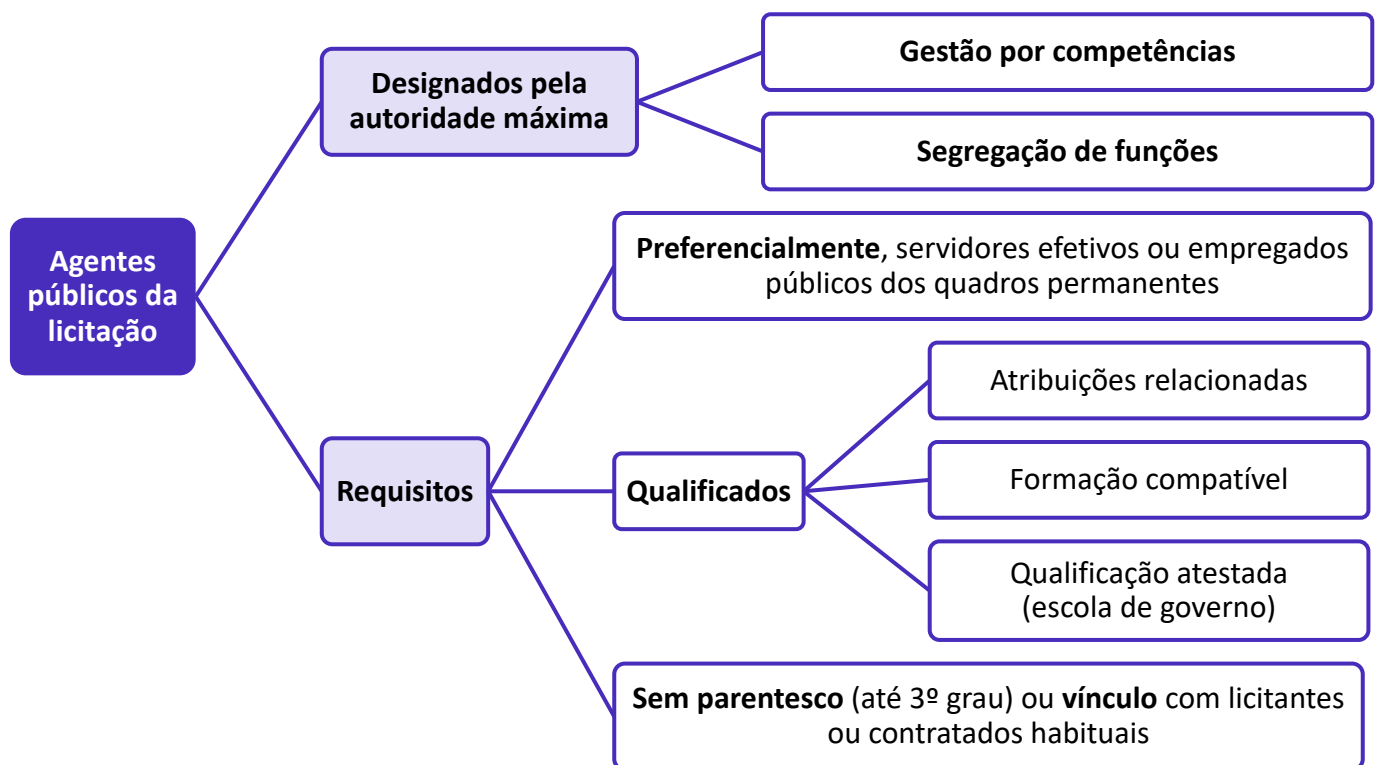 Agentes
públicos da
licitação
Designados pela
autoridade máxima
Gestão por competências
Segregação de funções
Requisitos
Preferencialmente, servidores efetivos ou empregados
públicos dos quadros permanentes
Qualificados
Atribuições relacionadas
Formação compatível
Qualificação atestada
(escola de governo)
Sem parentesco (até 3º grau) ou vínculo com licitantes
ou contratados habituais